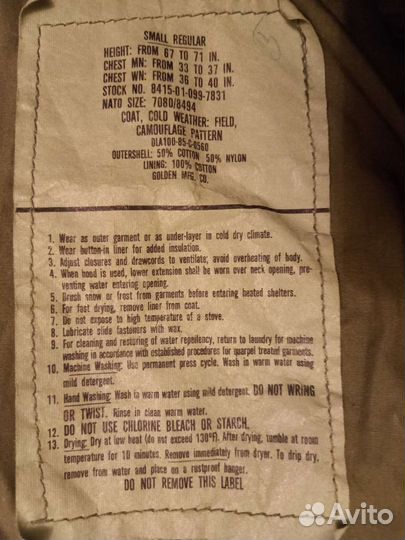 SMALL REGULAR
HEIGHT: FROM 67 TO 71 IN.
CHEST MN: FROM 33 TO 37 IN.
CHEST WN: FROM 36 TO 40 IN.
STOCK NO. 8415-01-099-7831
NATO SIZE: 7080/8494
COAT, COLD WEATHER: FIELD,
CAMOUFLAGE PATTERN
DLA100-85-C-0560
OUTERSHELL: 50% COTTON 50% NYLON
LINING: 100% COTTON
GOLDEN MFG. CO.
1. Wear as outer garment or as under-layer in cold dry climate.
2. Wear button-in liner for added insulation.
3. Adjust closures and drawcords to ventilate; avoid overheating of body.
4. When hood is used, lower extension shall be worn over neck opening, pre-
venting water entering, opening.
5. Brush snow or frost from garments before entering heated shelters.
6. For fast drying, remove liner from coat.
7. Do not expose to high temperature of a stove.
8. Lubricate slide fasteners with wax.
9. For cleaning and restoring of water repellency, return to laundry for machine
washing in accordance with established procedures for quarpel treated garments.
10. Machine Washing: Use permanent press cycle. Wash in warm water using
mild detergent.
11. Hand Washing: Wash in warm water using mild detergent. DO NOT WRING
OR TWIST. Rinse in clean warm water.
12. DO NOT USE CHLORINE BLEACH OR STARCH.
13. Drying: Dry at low heat (do not exceed 130°F). After drying, tumble at room
temperature for 10 minutes. Remove immediately from dryer. To drip dry,
remove from water and place on a rustproof hanger.
DO NOT REMOVE THIS LABEL
Avito